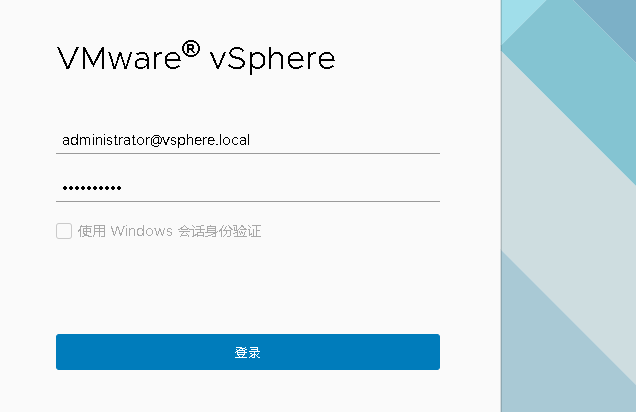 VMware® vSphere
administrator@vsphere.local
••••••••••
使用 Windows 会话身份验证
登录